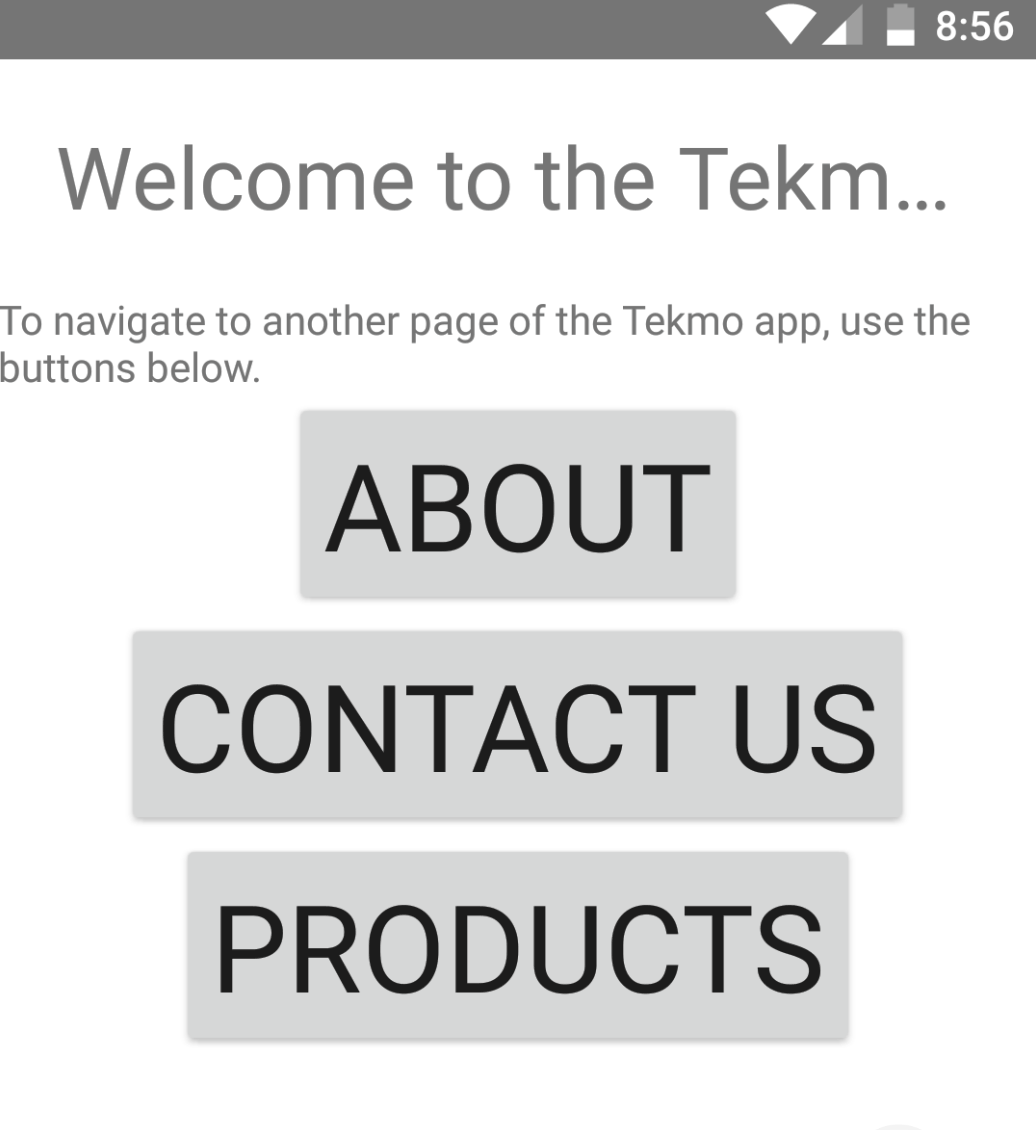 8:56
Welcome to the Tekm...
To navigate to another page of the Tekmo app, use the
buttons below.
ABOUT
CONTACT US
PRODUCTS